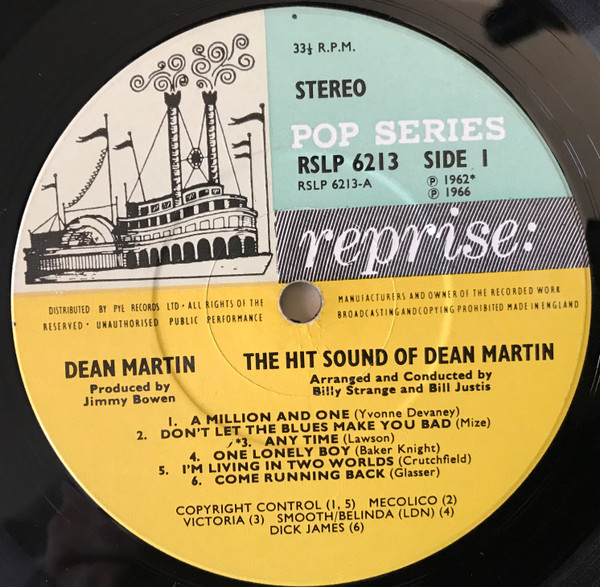 33⅓ R.P.M.
STEREO
POP SERIES
RSLP 6213 SIDE 1
RSLP 6213-A
Ⓟ 1962*
Ⓟ 1966
reprise:
DISTRIBUTED BY PYE RECORDS LTD · ALL RIGHTS OF THE
MANUFACTURERS AND OWNER OF THE RECORDED WORK
RESERVED · UNAUTHORISED PUBLIC PERFORMANCE
BROADCASTING AND COPYING PROHIBITED MADE IN ENGLAND
DEAN MARTIN
Produced by
Jimmy Bowen
THE HIT SOUND OF DEAN MARTIN
Arranged and Conducted by
Billy Strange and Bill Justis
1. A MILLION AND ONE (Yvonne Devaney)
2. DON'T LET THE BLUES MAKE YOU BAD (Mize)
*3. ANY TIME (Lawson)
4. ONE LONELY BOY (Baker Knight)
5. I'M LIVING IN TWO WORLDS (Crutchfield)
6. COME RUNNING BACK (Glasser)
COPYRIGHT CONTROL (1, 5) MECOLICO (2)
VICTORIA (3) SMOOTH/BELINDA (LDN) (4)
DICK JAMES (6)